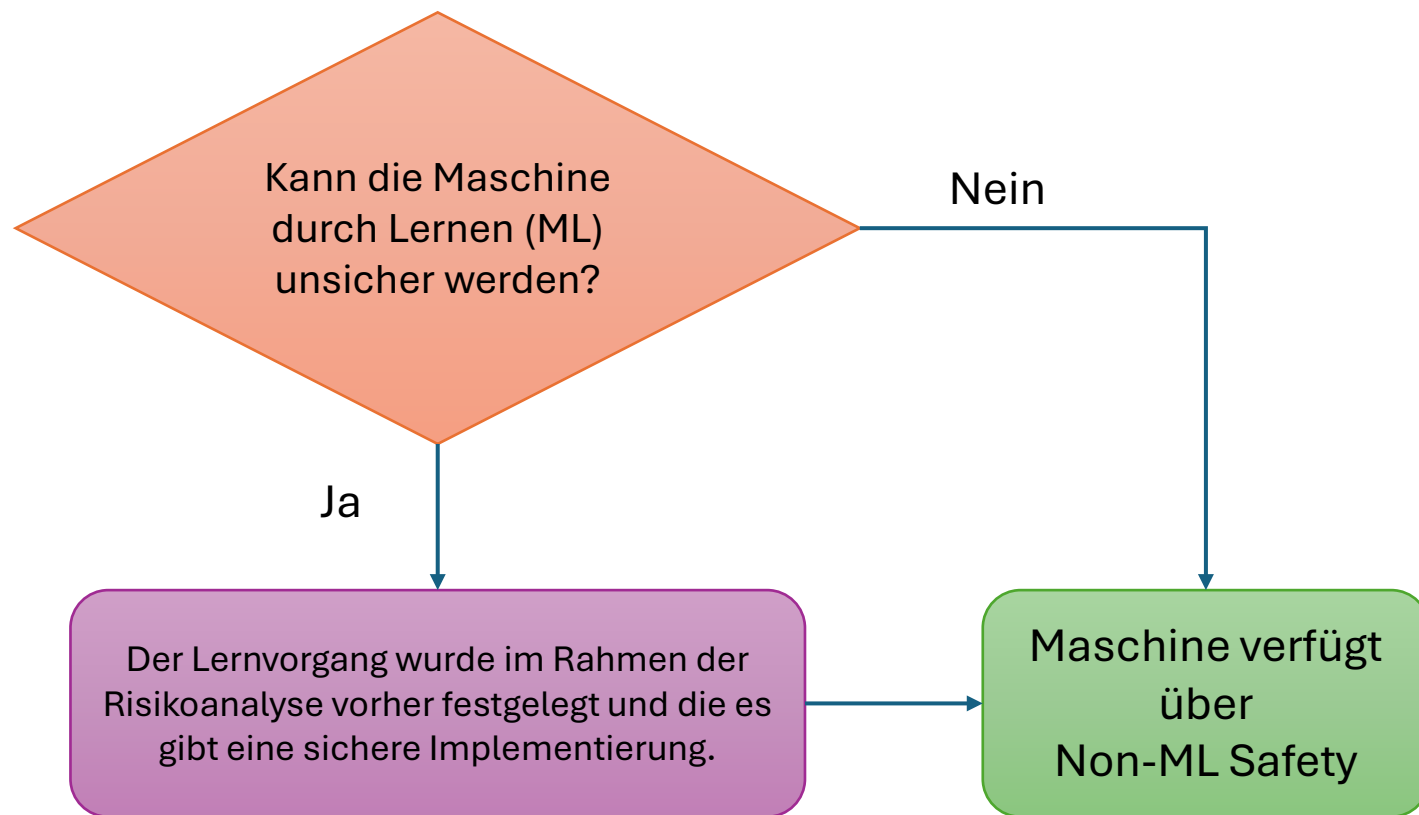 Kann die Maschine
durch Lernen (ML)
unsicher werden?
Nein
Ja
Der Lernvorgang wurde im Rahmen der
Risikoanalyse vorher festgelegt und die es
gibt eine sichere Implementierung.
Maschine verfügt
über
Non-ML Safety